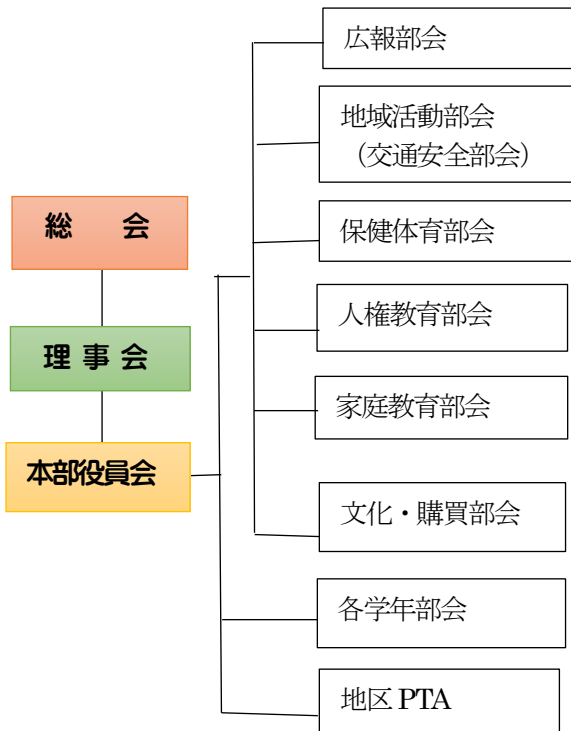 総　会
理 事 会
本部役員会
広報部会
地域活動部会
（交通安全部会）
保健体育部会
人権教育部会
家庭教育部会
文化・購買部会
各学年部会
地区 PTA